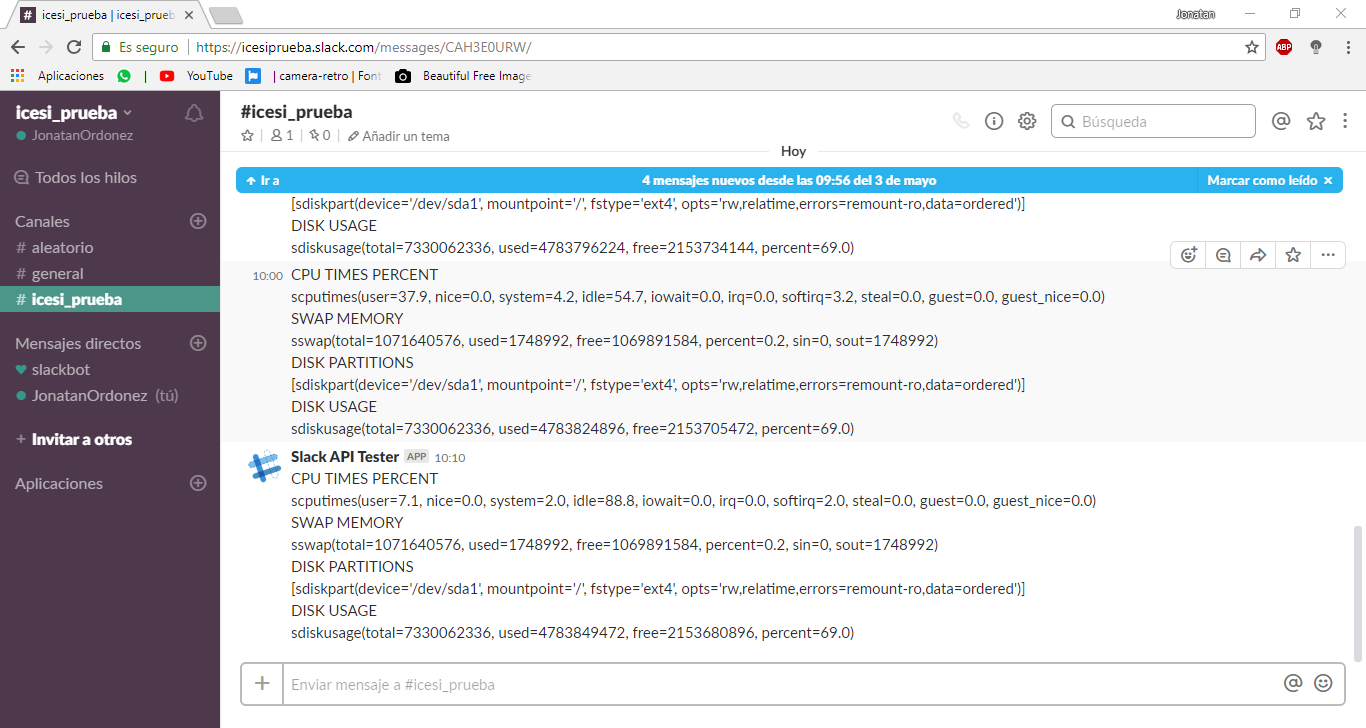 icesi_prueba | icesi_prueb
Jonatan
Es seguro | https://icesiprueba.slack.com/messages/CAH3E0URW/
ABP
Aplicaciones | YouTube | camera-retro | Font Beautiful Free Image
icesi_prueba
JonatanOrdonez
Todos los hilos
Canales
# aleatorio
# general
# icesi_prueba
Mensajes directos
slackbot
JonatanOrdonez (tú)
+ Invitar a otros
Aplicaciones
#icesi_prueba
1 | 0 | Añadir un tema
Búsqueda
Hoy
Ir a 4 mensajes nuevos desde las 09:56 del 3 de mayo Marcar como leído ×
[sdiskpart(device='/dev/sda1', mountpoint='/', fstype='ext4', opts='rw,relatime,errors=remount-ro,data=ordered')]
DISK USAGE
sdiskusage(total=7330062336, used=4783796224, free=2153734144, percent=69.0)
10:00 CPU TIMES PERCENT
scputimes(user=37.9, nice=0.0, system=4.2, idle=54.7, iowait=0.0, irq=0.0, softirq=3.2, steal=0.0, guest=0.0, guest_nice=0.0)
SWAP MEMORY
sswap(total=1071640576, used=1748992, free=1069891584, percent=0.2, sin=0, sout=1748992)
DISK PARTITIONS
[sdiskpart(device='/dev/sda1', mountpoint='/', fstype='ext4', opts='rw,relatime,errors=remount-ro,data=ordered')]
DISK USAGE
sdiskusage(total=7330062336, used=4783824896, free=2153705472, percent=69.0)
Slack API Tester APP 10:10
CPU TIMES PERCENT
scputimes(user=7.1, nice=0.0, system=2.0, idle=88.8, iowait=0.0, irq=0.0, softirq=2.0, steal=0.0, guest=0.0, guest_nice=0.0)
SWAP MEMORY
sswap(total=1071640576, used=1748992, free=1069891584, percent=0.2, sin=0, sout=1748992)
DISK PARTITIONS
[sdiskpart(device='/dev/sda1', mountpoint='/', fstype='ext4', opts='rw,relatime,errors=remount-ro,data=ordered')]
DISK USAGE
sdiskusage(total=7330062336, used=4783849472, free=2153680896, percent=69.0)
Enviar mensaje a #icesi_prueba